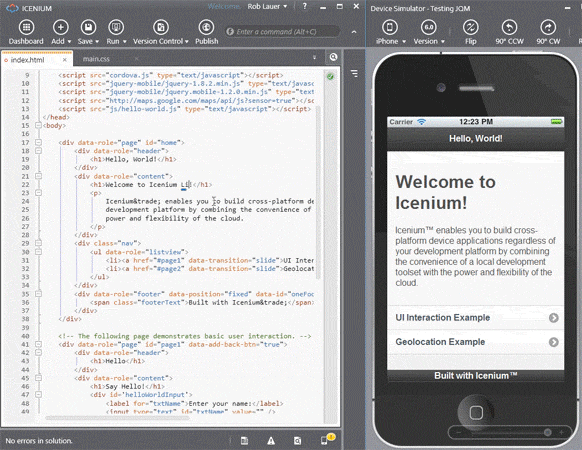 ICENIUM
Welcome, Rob Lauer
Dashboard Add Save Run Version Control Publish
Enter a command (Alt+C)
index.html
main.css
9 <script src="cordova.js" type="text/javascript"></script>
10 <script src="jquery-mobile/jquery-1.8.2.min.js" type="text/javas
11 <script src="jquery-mobile/jquery.mobile-1.2.0.min.js" type="tex
12 <script src="http://maps.google.com/maps/api/js?sensor=true"></s
13 <script src="js/hello-world.js" type="text/javascript"></script>
14 </head>
15 <body>
16
17 <div data-role="page" id="home">
18 <div data-role="header">
19 <h1>Hello, World!</h1>
20 </div>
21 <div data-role="content">
22 <h1>Welcome to Icenium LI</h1>
23 <p>
24 Icenium&trade; enables you to build cross-platform de
25 development platform by combining the convenience of
26 power and flexibility of the cloud.
27 </p>
28 </div>
29 <div class="nav">
30 <ul data-role="listview">
31 <li><a href="#page1" data-transition="slide">UI Inter
32 <li><a href="#page2" data-transition="slide">Geolocat
33 </ul>
34 </div>
35 <div data-role="footer" data-position="fixed" data-id="oneFoo
36 <span class="footerText">Built with Icenium&trade;</span>
37 </div>
38 </div>
39
40 <!-- The following page demonstrates basic user interaction. -->
41 <div data-role="page" id="page1" data-add-back-btn="true">
42 <div data-role="header">
43 <h1>Hello</h1>
44 </div>
45 <div data-role="content">
46 <h1>Say Hello!</h1>
47 <div id='helloWorldInput'>
48 <label for="txtName">Enter your name:</label>
49 <input type="text" id="txtName" value="" />
No errors in solution.
Device Simulator - Testing JQM
iPhone 6.0 Flip 90° CCW 90° CW
Version
Carrier 12:23 PM
Hello, World!
Welcome to
Icenium!
Icenium™ enables you to build cross-
platform device applications regardless of
your development platform by combining
the convenience of a local development
toolset with the power and flexibility of the
cloud.
UI Interaction Example
Geolocation Example
Built with Icenium™